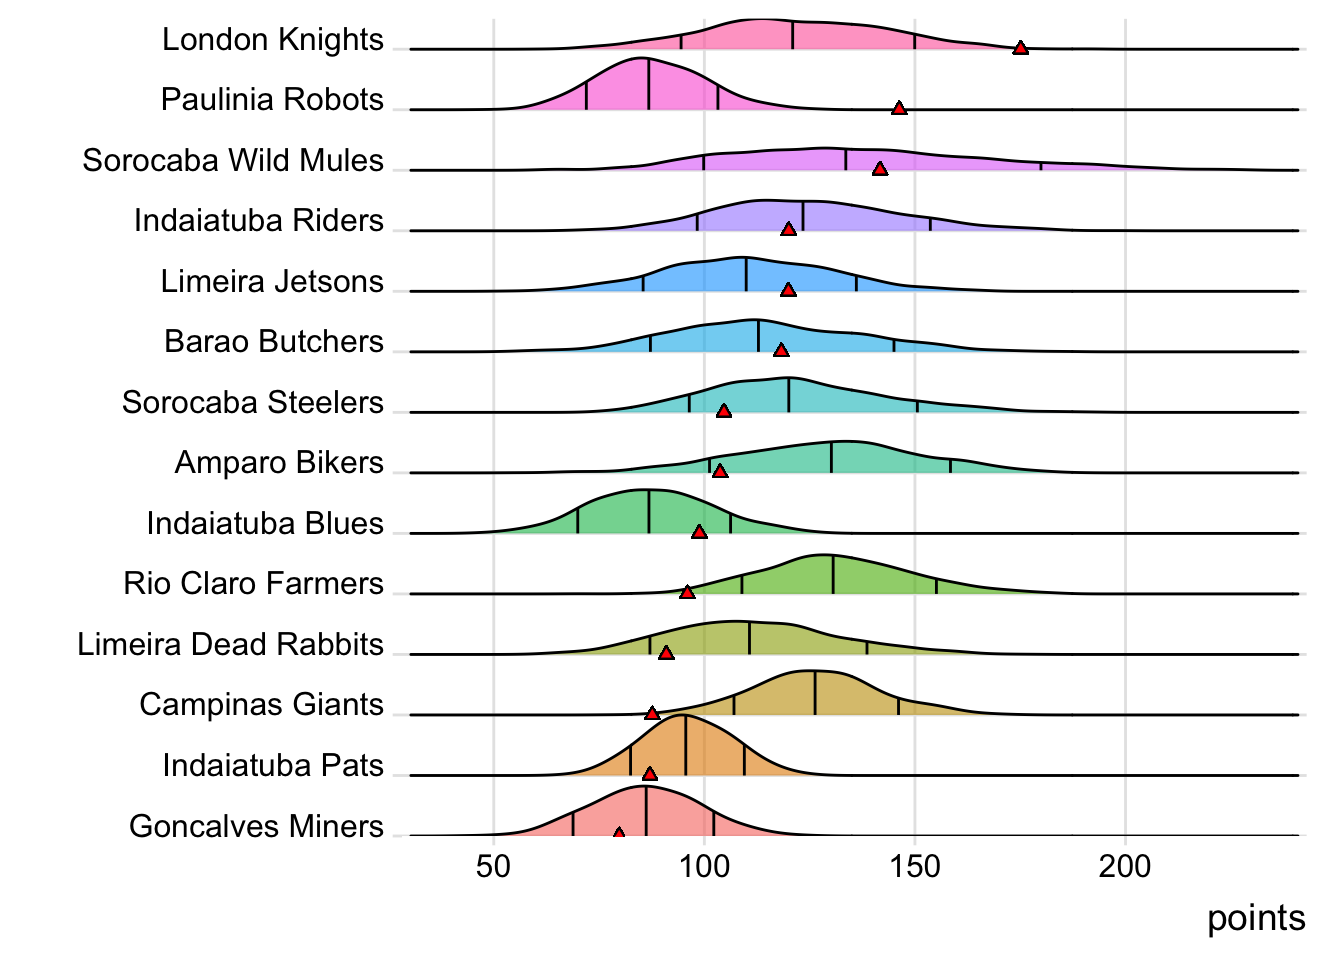 London Knights
Paulinia Robots
Sorocaba Wild Mules
Indaiatuba Riders
Limeira Jetsons
Barao Butchers
Sorocaba Steelers
Amparo Bikers
Indaiatuba Blues
Rio Claro Farmers
Limeira Dead Rabbits
Campinas Giants
Indaiatuba Pats
Goncalves Miners
50 100 150 200
points